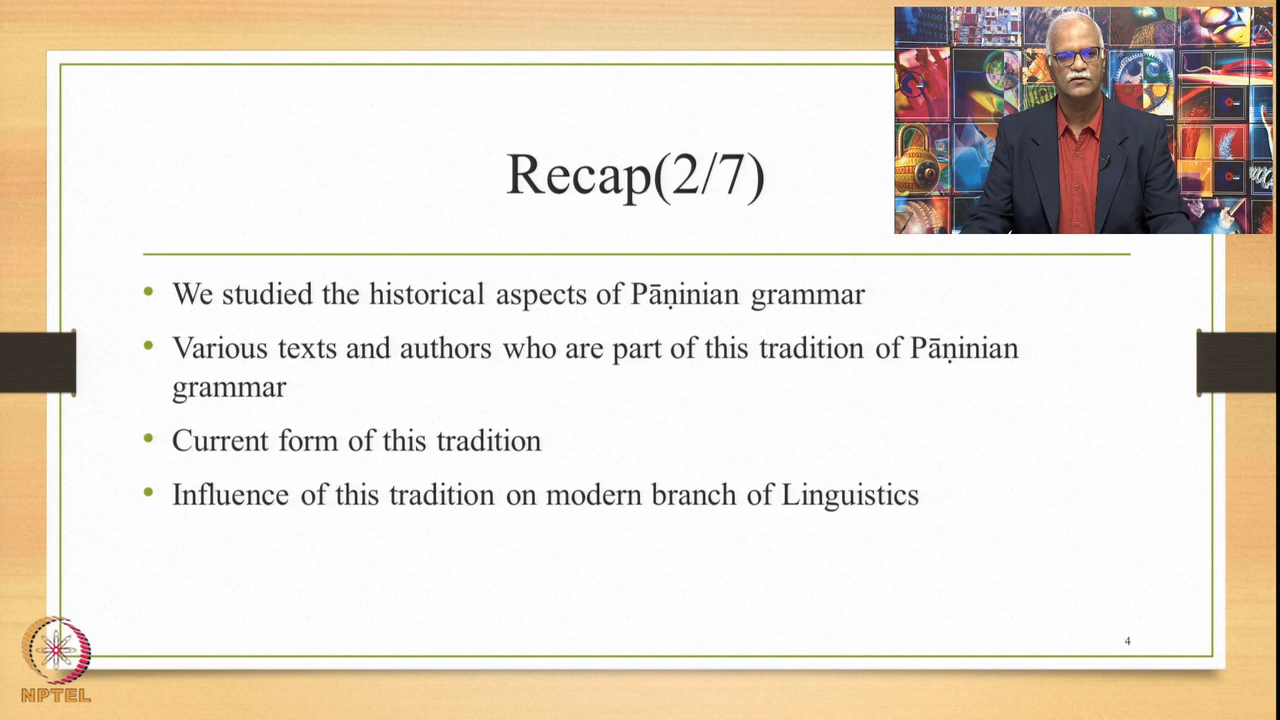 Recap(2/7)
• We studied the historical aspects of Pāṇinian grammar
• Various texts and authors who are part of this tradition of Pāṇinian
grammar
• Current form of this tradition
• Influence of this tradition on modern branch of Linguistics
4
NPTEL